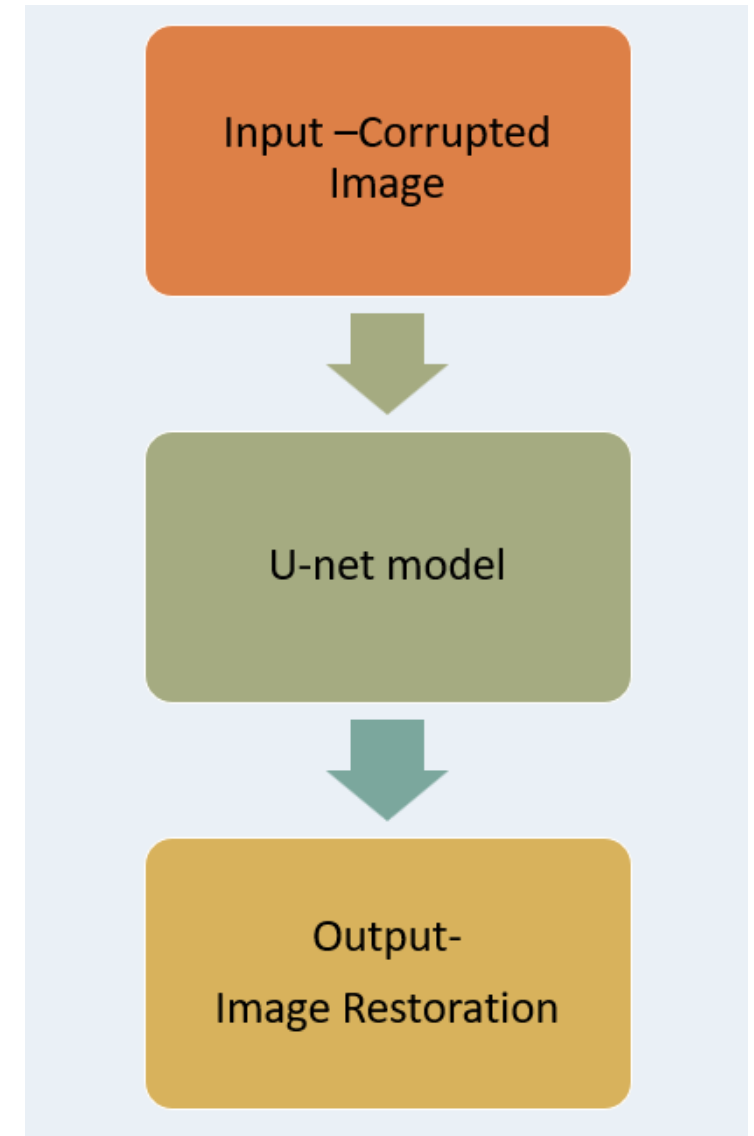 Input –Corrupted
Image
U-net model
Output-
Image Restoration